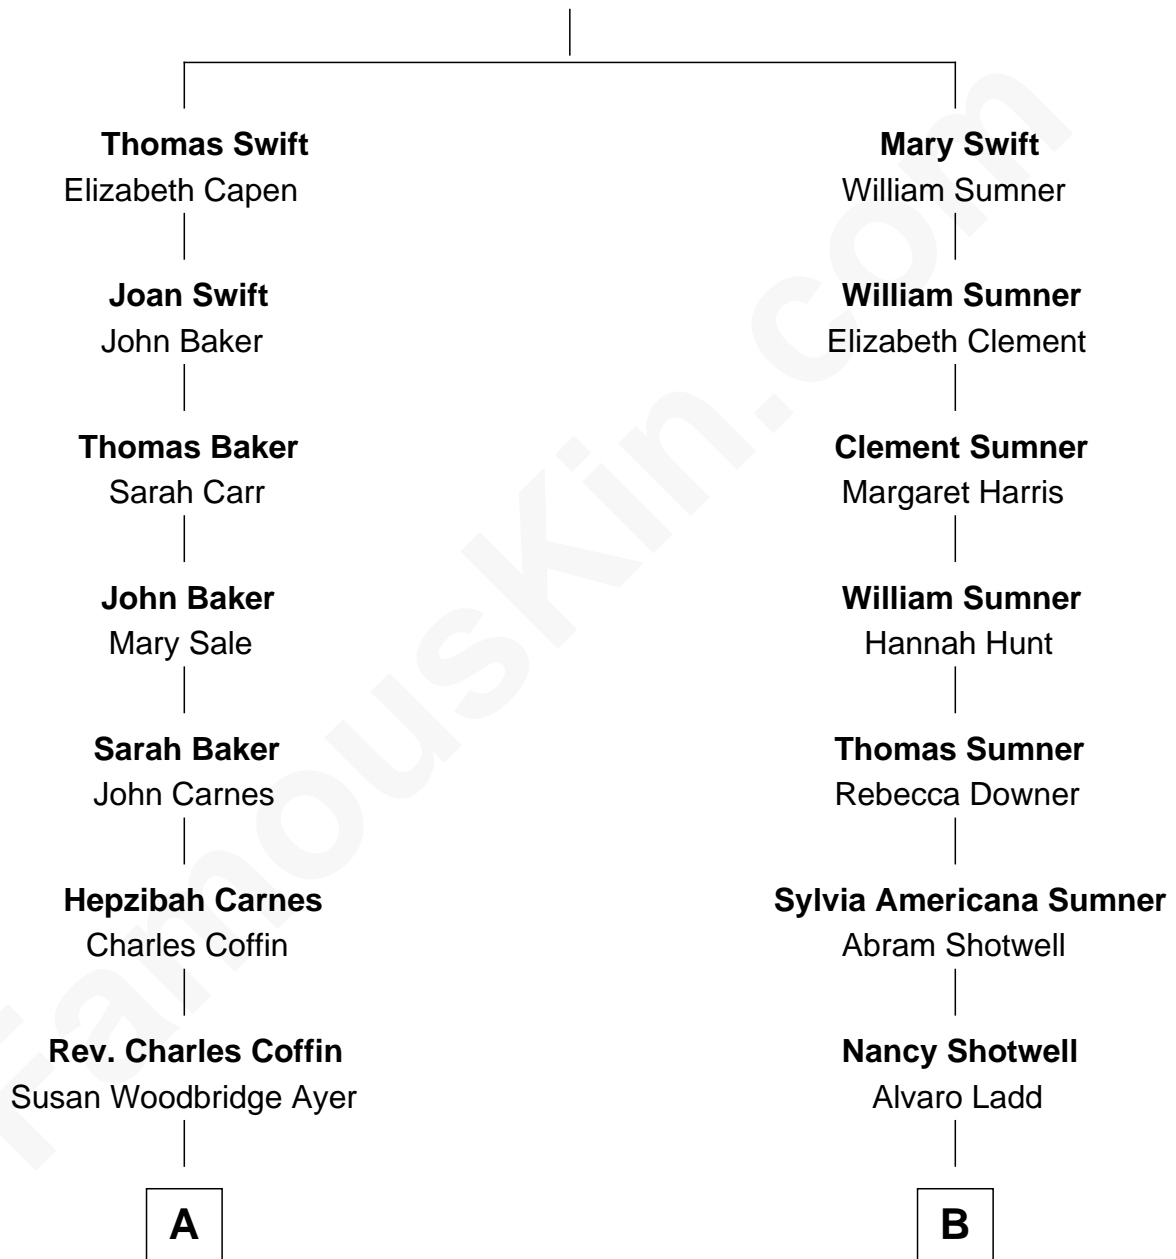 Thomas Swift
Elizabeth Capen
Joan Swift
John Baker
Thomas Baker
Sarah Carr
John Baker
Mary Sale
Sarah Baker
John Carnes
Hepzibah Carnes
Charles Coffin
Rev. Charles Coffin
Susan Woodbridge Ayer
A
Mary Swift
William Sumner
William Sumner
Elizabeth Clement
Clement Sumner
Margaret Harris
William Sumner
Hannah Hunt
Thomas Sumner
Rebecca Downer
Sylvia Americana Sumner
Abram Shotwell
Nancy Shotwell
Alvaro Ladd
B
FamousKin.com